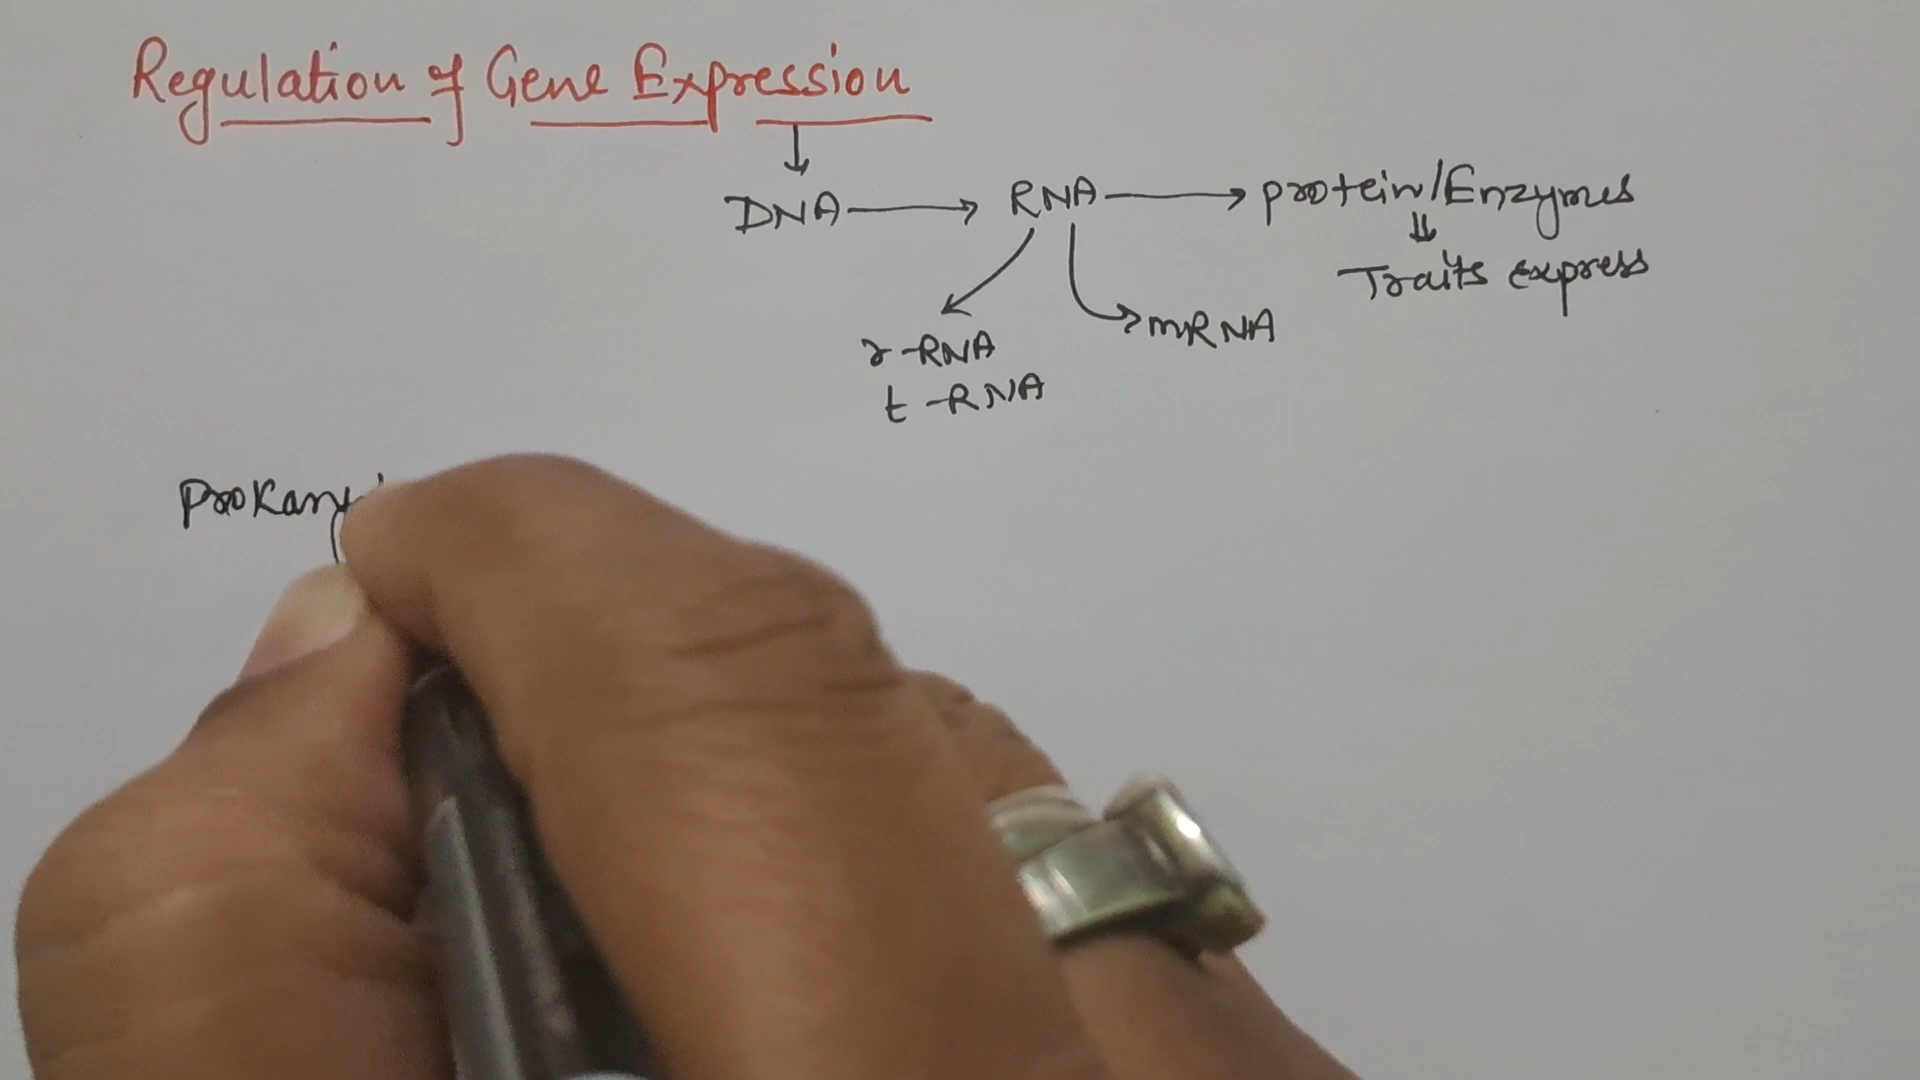 Regulation of Gene Expression
DNA → RNA → protein/Enzymes
Traits express
r-RNA
mRNA
t-RNA